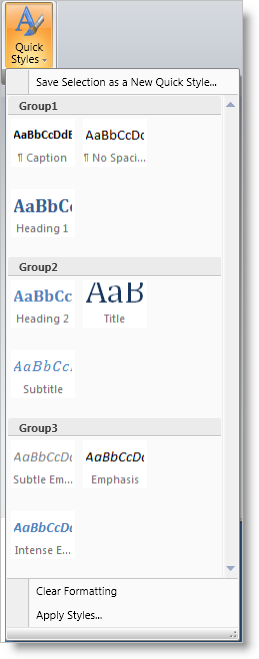 Quick
Styles
Save Selection as a New Quick Style...
Group1
AaBbCcDdE AaBbCcDc
¶ Caption ¶ No Spaci...
AaBbCc
Heading 1
Group2
AaBbCc AaB
Heading 2 Title
AaBbCc.
Subtitle
Group3
AaBbCcDc AaBbCcDc
Subtle Em... Emphasis
AaBbCcDc
Intense E...
Clear Formatting
Apply Styles...